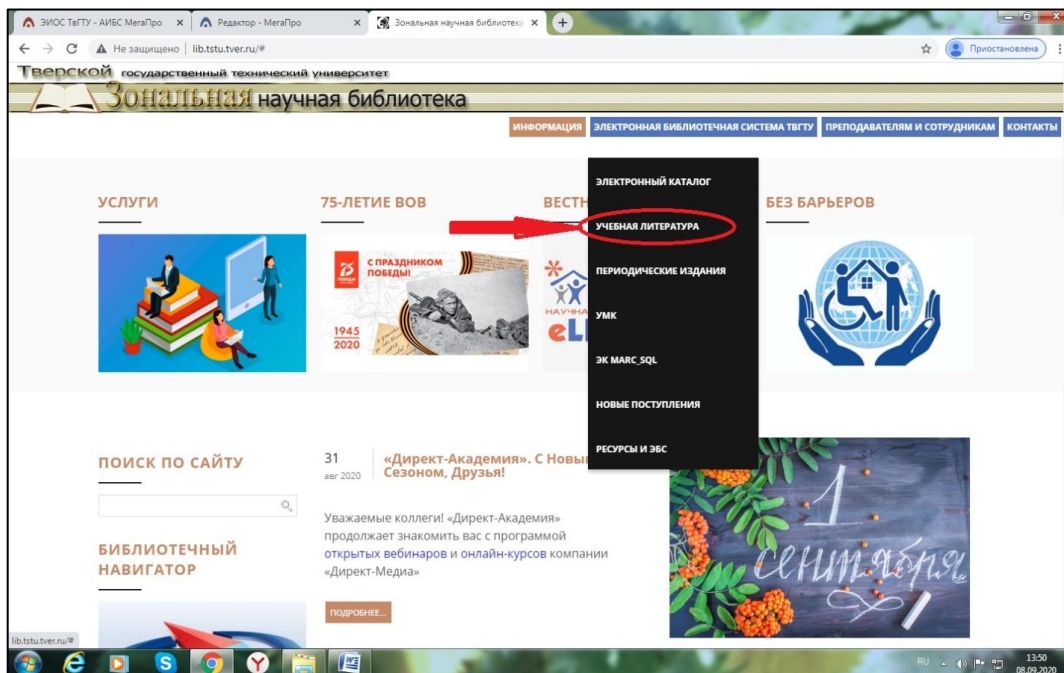 ЭИОС ТвГТУ - АИБС МегаПро
Редактор - МегаПро
Зональная научная библиотека
Не защищено
lib.tstu.tver.ru/#
Приостановлена
Тверской государственный технический университет
Зональная научная библиотека
ИНФОРМАЦИЯ
ЭЛЕКТРОННАЯ БИБЛИОТЕЧНАЯ СИСТЕМА ТВГТУ
ПРЕПОДАВАТЕЛЯМ И СОТРУДНИКАМ
КОНТАКТЫ
ЭЛЕКТРОННЫЙ КАТАЛОГ
УЧЕБНАЯ ЛИТЕРАТУРА
ПЕРИОДИЧЕСКИЕ ИЗДАНИЯ
УМК
ЭК MARC_SQL
НОВЫЕ ПОСТУПЛЕНИЯ
РЕСУРСЫ И ЭБС
УСЛУГИ
75-ЛЕТИЕ ВОВ
ВЕСТН
БЕЗ БАРЬЕРОВ
75
ПОБЕДА!
С ПРАЗДНИКОМ
ПОБЕДЫ!
1945
2020
НАУЧНА
eLI
ПОИСК ПО САЙТУ
31
авг 2020
«Директ-Академия». С Новы
Сезоном, Друзья!
Уважаемые коллеги! «Директ-Академия»
продолжает знакомить вас с программой
открытых вебинаров и онлайн-курсов компании
«Директ-Медиа»
ПОДРОБНЕЕ...
БИБЛИОТЕЧНЫЙ
НАВИГАТОР
1
сентября
lib.tstu.tver.ru/#
RU
13:50
08.09.2020